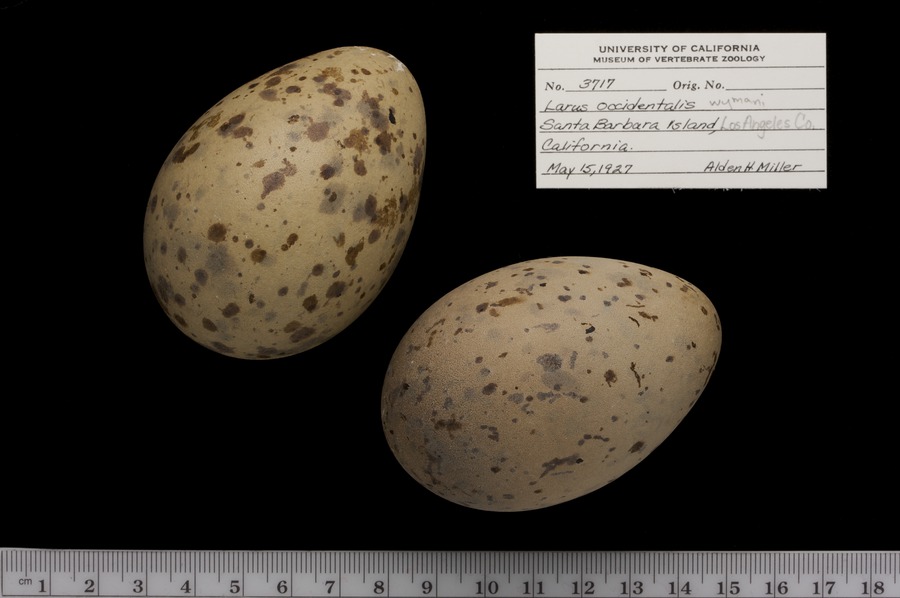 UNIVERSITY OF CALIFORNIA
MUSEUM OF VERTEBRATE ZOOLOGY
No. 3717 Orig. No.
Larus occidentalis wymani
Santa Barbara Island, Los Angeles Co.
California.
May 15, 1927 Alden H Miller
cm 1 2 3 4 5 6 7 8 9 10 11 12 13 14 15 16 17 18